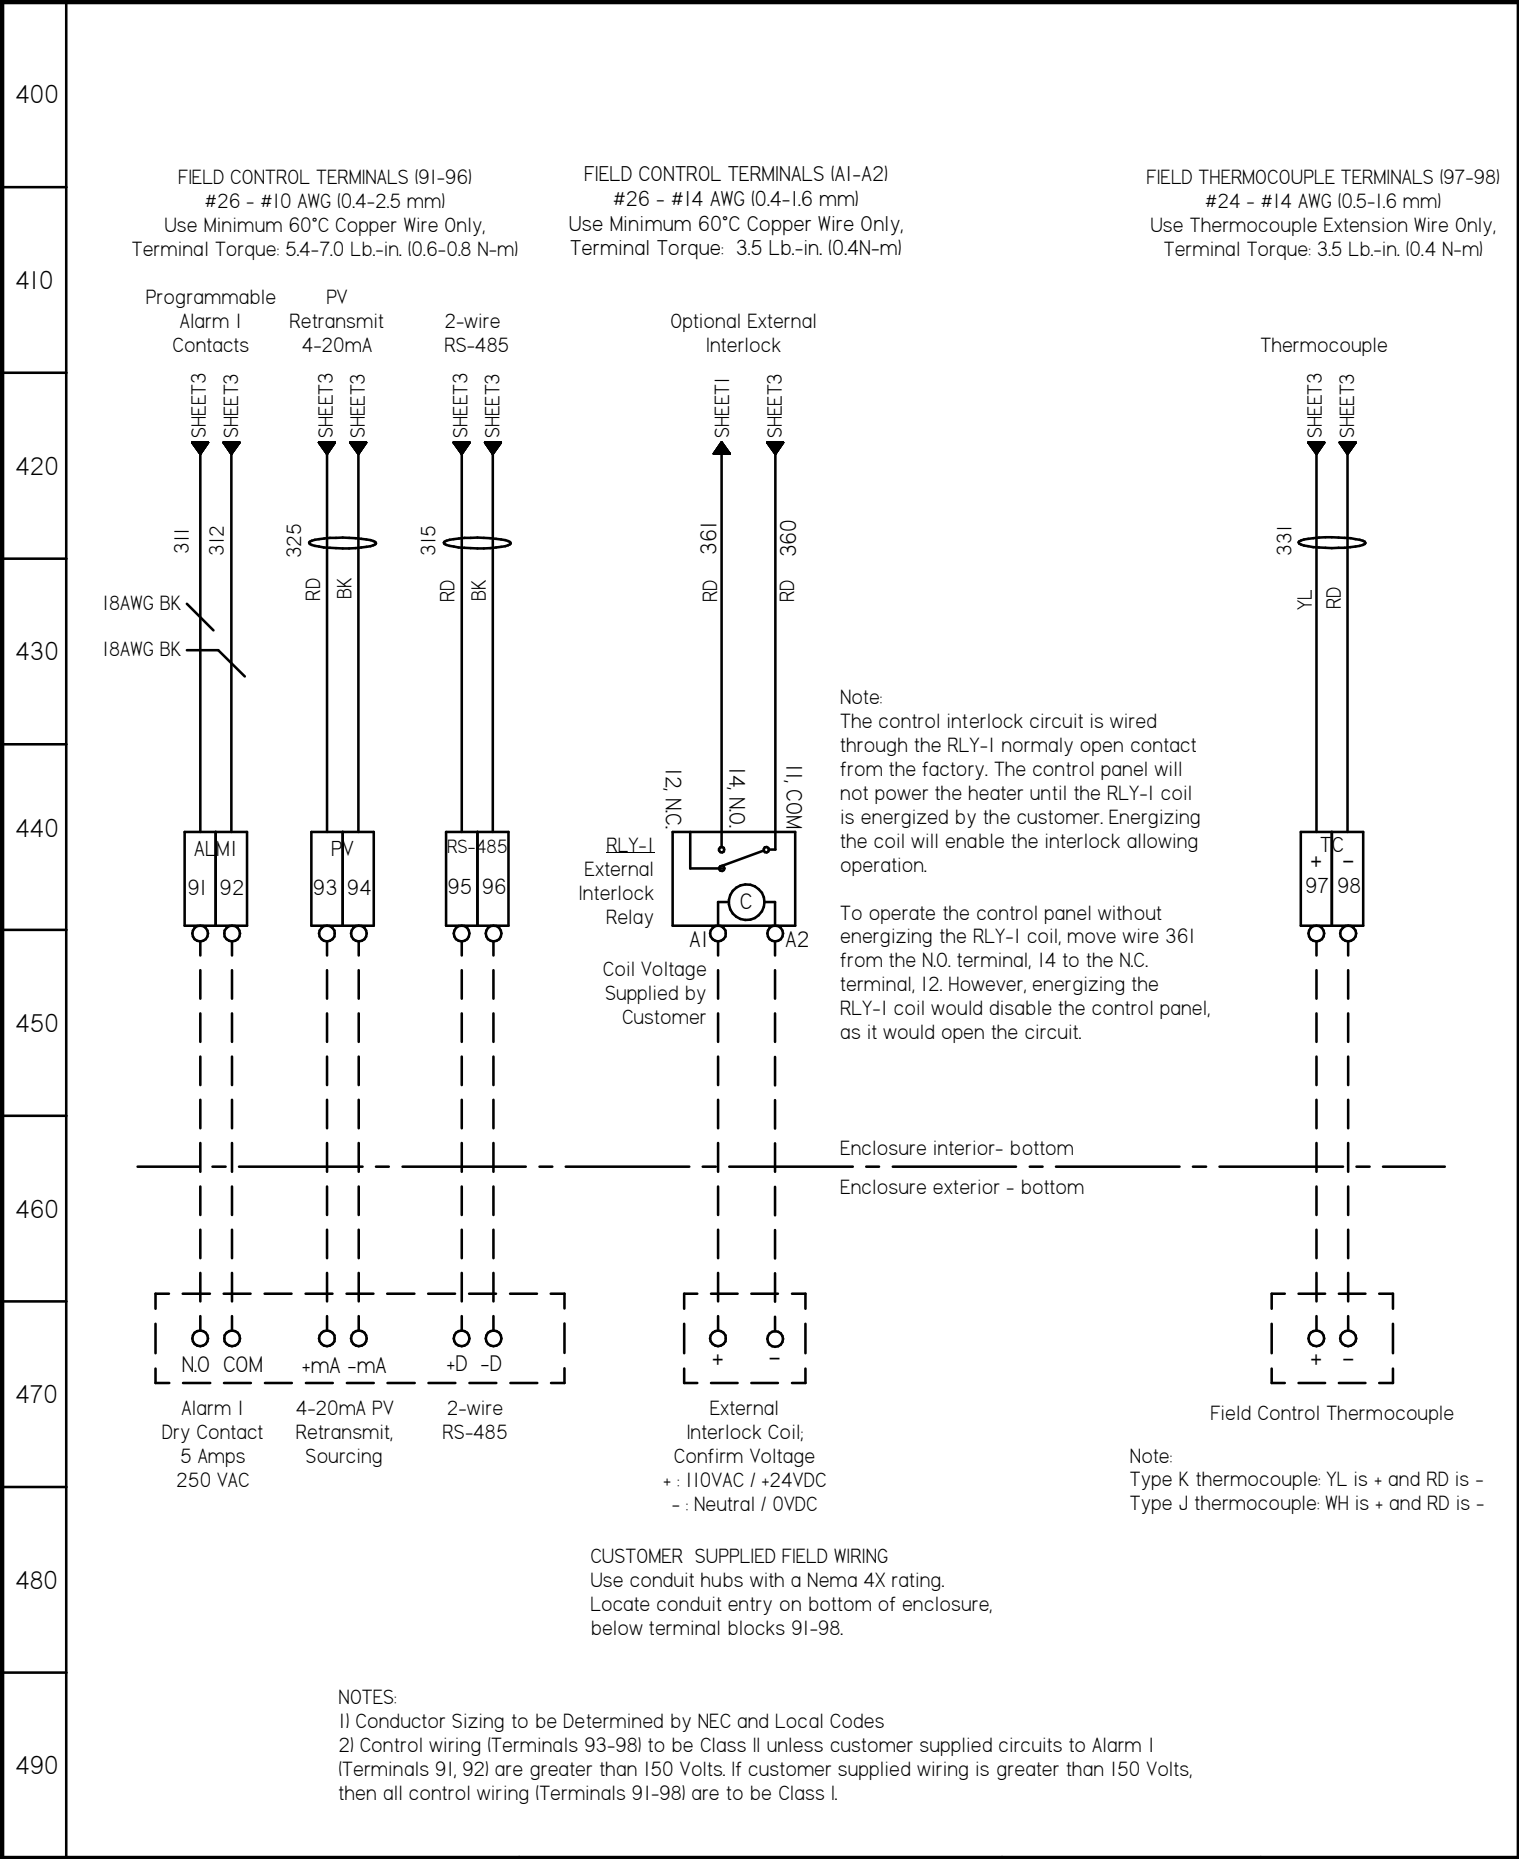 400
410
420
430
440
450
460
470
480
490
FIELD CONTROL TERMINALS (91-96)
#26 - #10 AWG (0.4-2.5 mm)
Use Minimum 60°C Copper Wire Only,
Terminal Torque: 5.4-7.0 Lb.-in. (0.6-0.8 N-m)
FIELD CONTROL TERMINALS (A1-A2)
#26 - #14 AWG (0.4-1.6 mm)
Use Minimum 60°C Copper Wire Only,
Terminal Torque: 3.5 Lb.-in. (0.4N-m)
FIELD THERMOCOUPLE TERMINALS (97-98)
#24 - #14 AWG (0.5-1.6 mm)
Use Thermocouple Extension Wire Only,
Terminal Torque: 3.5 Lb.-in. (0.4 N-m)
Programmable
Alarm 1
Contacts
PV
Retransmit
4-20mA
2-wire
RS-485
Optional External
Interlock
Thermocouple
SHEET3
SHEET3
SHEET3
SHEET3
SHEET3
SHEET3
SHEET1
SHEET3
SHEET3
SHEET3
311
312
325
315
361
360
331
RD
BK
RD
BK
RD
RD
YL
RD
18AWG BK
18AWG BK
Note:
The control interlock circuit is wired
through the RLY-1 normaly open contact
from the factory. The control panel will
not power the heater until the RLY-1 coil
is energized by the customer. Energizing
the coil will enable the interlock allowing
operation.
To operate the control panel without
energizing the RLY-1 coil, move wire 361
from the N.O. terminal, 14 to the N.C.
terminal, 12. However, energizing the
RLY-1 coil would disable the control panel,
as it would open the circuit.
12, N.C.
14, N.O.
11, COM
ALM1
91 92
PV
93 94
RS-485
95 96
RLY-1
External
Interlock
Relay
C
A1
A2
TC
+ -
97 98
Coil Voltage
Supplied by
Customer
Enclosure interior- bottom
Enclosure exterior - bottom
N.O COM
+mA -mA
+D -D
+ -
+ -
Alarm 1
Dry Contact
5 Amps
250 VAC
4-20mA PV
Retransmit,
Sourcing
2-wire
RS-485
External
Interlock Coil;
Confirm Voltage
+ : 110VAC / +24VDC
- : Neutral / 0VDC
Field Control Thermocouple
Note:
Type K thermocouple: YL is + and RD is -
Type J thermocouple: WH is + and RD is -
CUSTOMER SUPPLIED FIELD WIRING
Use conduit hubs with a Nema 4X rating.
Locate conduit entry on bottom of enclosure,
below terminal blocks 91-98.
NOTES:
1) Conductor Sizing to be Determined by NEC and Local Codes
2) Control wiring (Terminals 93-98) to be Class II unless customer supplied circuits to Alarm 1
(Terminals 91, 92) are greater than 150 Volts. If customer supplied wiring is greater than 150 Volts,
then all control wiring (Terminals 91-98) are to be Class I.